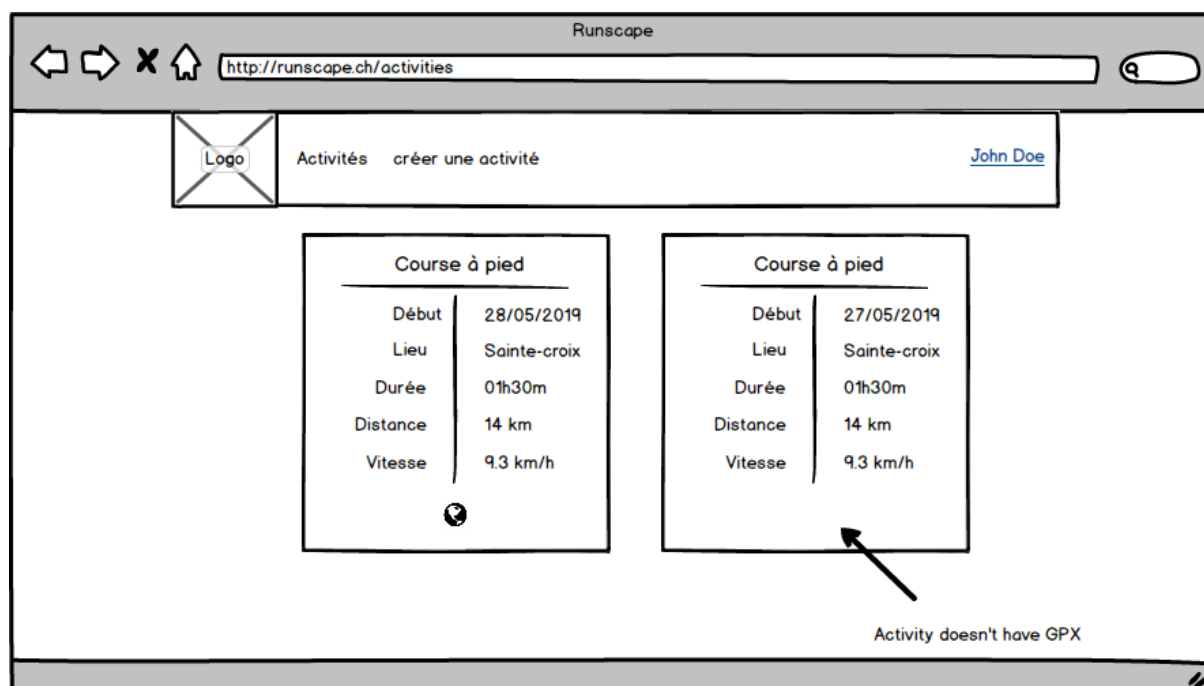 Runscape
http://runscape.ch/activities
Logo
Activités
créer une activité
John Doe
Course à pied
Début 28/05/2019
Lieu Sainte-croix
Durée 01h30m
Distance 14 km
Vitesse 9.3 km/h
Course à pied
Début 27/05/2019
Lieu Sainte-croix
Durée 01h30m
Distance 14 km
Vitesse 9.3 km/h
Activity doesn't have GPX